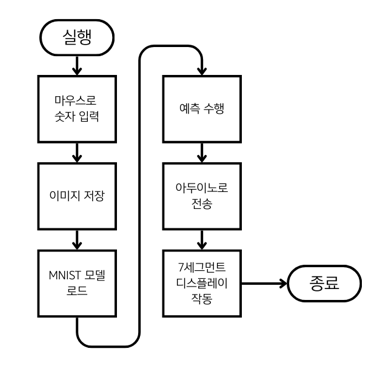 실행
마우스로
숫자 입력
이미지 저장
MNIST 모델
로드
예측 수행
아두이노로
전송
7세그먼트
디스플레이
작동
종료